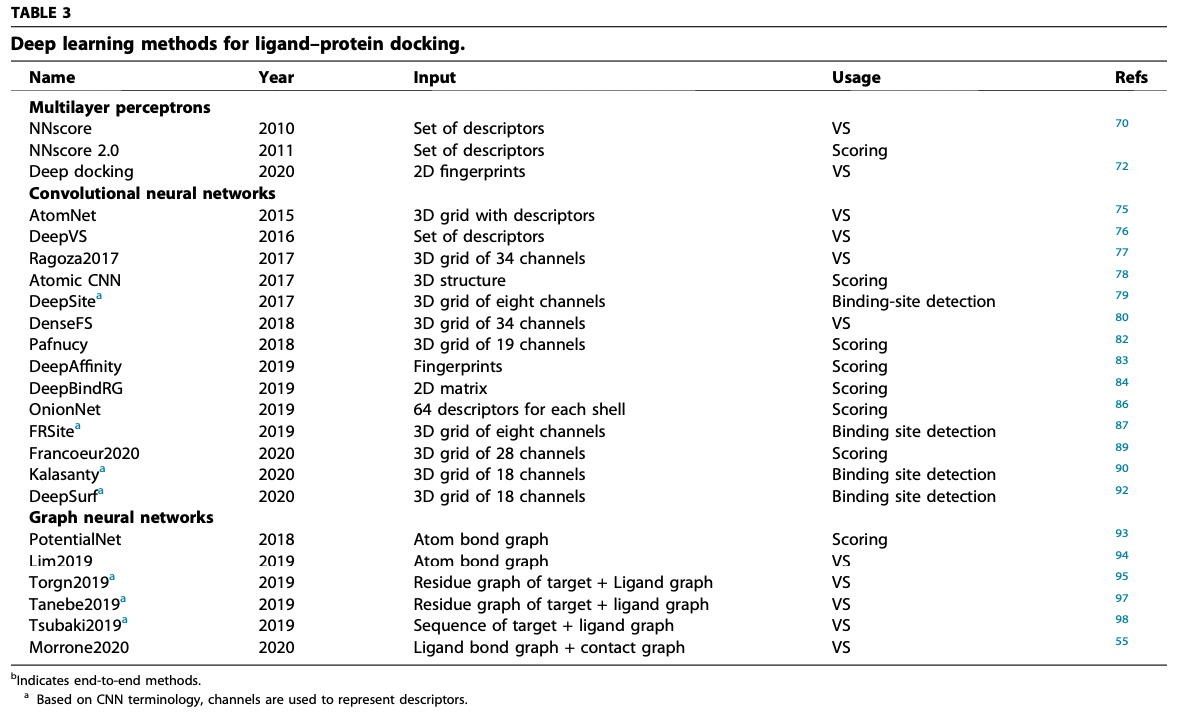 TABLE 3
Deep learning methods for ligand–protein docking.
Name Year Input Usage Refs
Multilayer perceptrons
NNscore 2010 Set of descriptors VS 70
NNscore 2.0 2011 Set of descriptors Scoring
Deep docking 2020 2D fingerprints VS 72
Convolutional neural networks
AtomNet 2015 3D grid with descriptors VS 75
DeepVS 2016 Set of descriptors VS 76
Ragoza2017 2017 3D grid of 34 channels VS 77
Atomic CNN 2017 3D structure Scoring 78
DeepSite a 2017 3D grid of eight channels Binding-site detection 79
DenseFS 2018 3D grid of 34 channels VS 80
Pafnucy 2018 3D grid of 19 channels Scoring 82
DeepAffinity 2019 Fingerprints Scoring 83
DeepBindRG 2019 2D matrix Scoring 84
OnionNet 2019 64 descriptors for each shell Scoring 86
FRSite a 2019 3D grid of eight channels Binding site detection 87
Francoeur2020 2020 3D grid of 28 channels Scoring 89
Kalasanty a 2020 3D grid of 18 channels Binding site detection 90
DeepSurf a 2020 3D grid of 18 channels Binding site detection 92
Graph neural networks
PotentialNet 2018 Atom bond graph Scoring 93
Lim2019 2019 Atom bond graph VS 94
Torgn2019 a 2019 Residue graph of target + Ligand graph VS 95
Tanebe2019 a 2019 Residue graph of target + ligand graph VS 97
Tsubaki2019 a 2019 Sequence of target + ligand graph VS 98
Morrone2020 2020 Ligand bond graph + contact graph VS 55
b Indicates end-to-end methods.
a Based on CNN terminology, channels are used to represent descriptors.